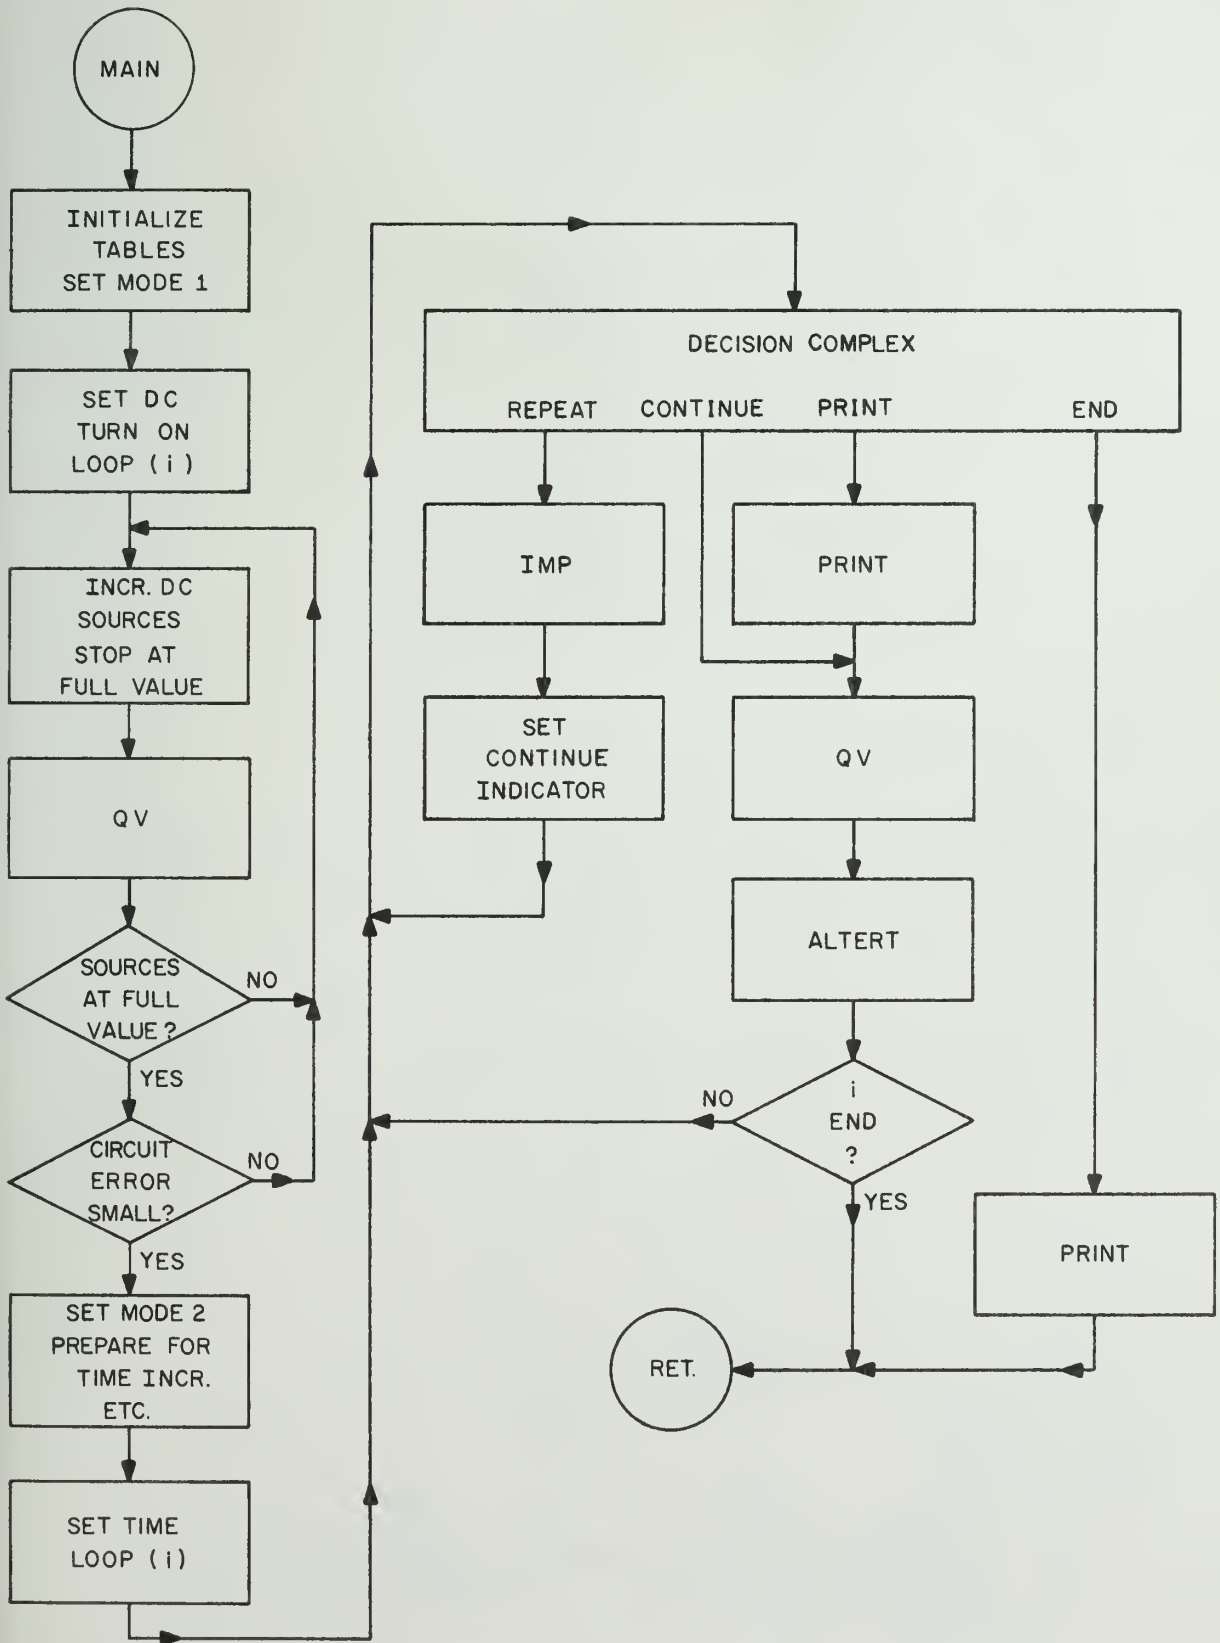 MAIN
INITIALIZE
TABLES
SET MODE 1
SET DC
TURN ON
LOOP (i)
INCR. DC
SOURCES
STOP AT
FULL VALUE
QV
SOURCES
AT FULL
VALUE?
NO
YES
CIRCUIT
ERROR
SMALL?
NO
YES
SET MODE 2
PREPARE FOR
TIME INCR.
ETC.
SET TIME
LOOP (i)
DECISION COMPLEX
REPEAT CONTINUE PRINT END
IMP
SET
CONTINUE
INDICATOR
PRINT
QV
ALTERT
i
END
?
NO
YES
PRINT
RET.